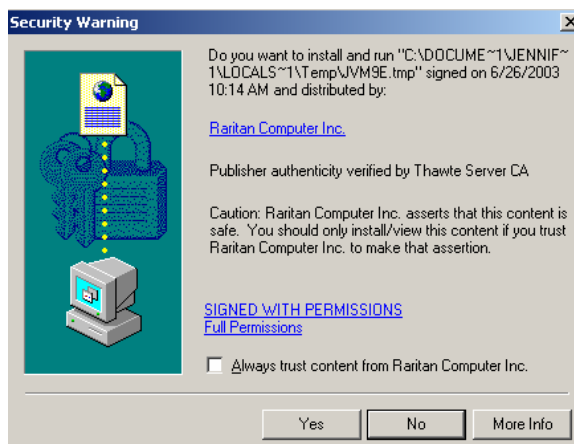 Security Warning
Do you want to install and run "C:\DOCUME~1\JENNIF~
1\LOCALS~1\Temp\JVM9E.tmp" signed on 6/26/2003
10:14 AM and distributed by:
Raritan Computer Inc.
Publisher authenticity verified by Thawte Server CA
Caution: Raritan Computer Inc. asserts that this content is
safe. You should only install/view this content if you trust
Raritan Computer Inc. to make that assertion.
SIGNED WITH PERMISSIONS
Full Permissions
Always trust content from Raritan Computer Inc.
Yes
No
More Info